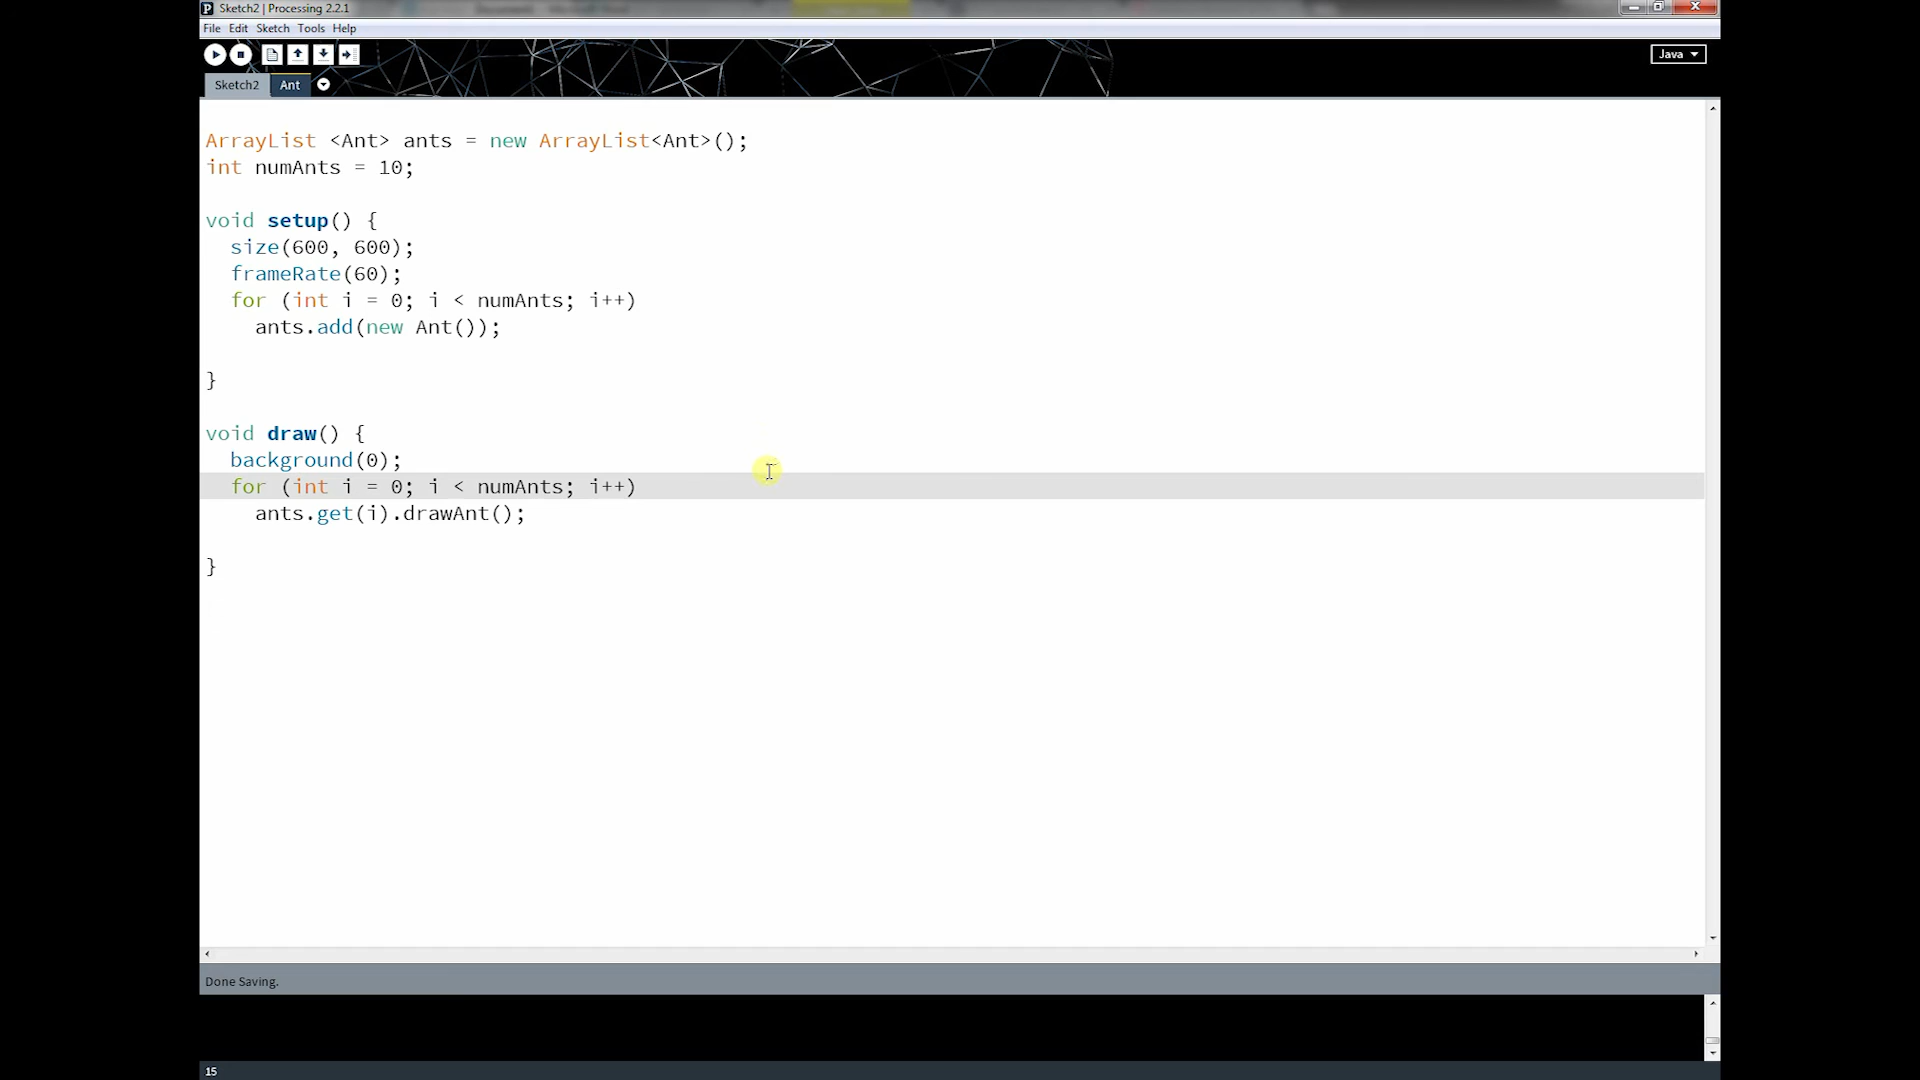 Sketch2 | Processing 2.2.1
File Edit Sketch Tools Help
Java
Sketch2 Ant
ArrayList <Ant> ants = new ArrayList<Ant>();
int numAnts = 10;
void setup() {
  size(600, 600);
  frameRate(60);
  for (int i = 0; i < numAnts; i++)
    ants.add(new Ant());
}
void draw() {
  background(0);
  for (int i = 0; i < numAnts; i++)
    ants.get(i).drawAnt();
}
Done Saving.
15